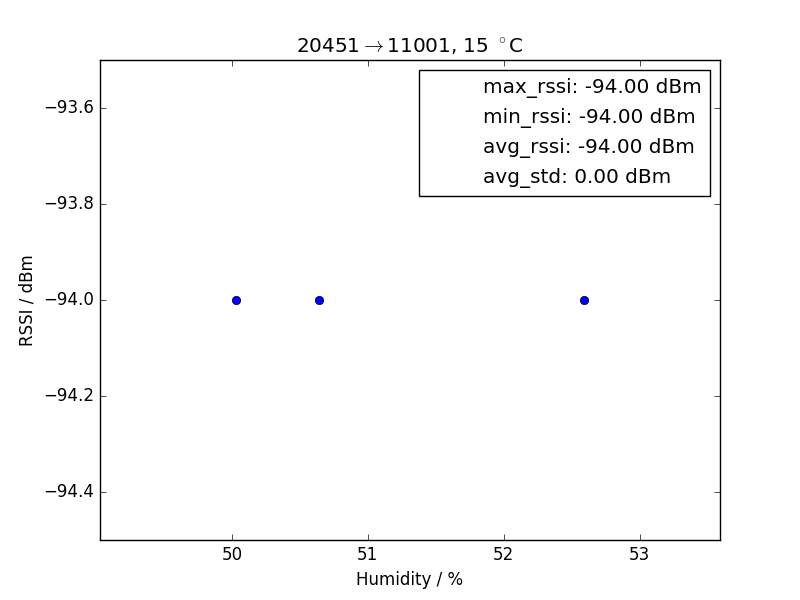 20451→11001, 15 °C
max_rssi: -94.00 dBm
min_rssi: -94.00 dBm
avg_rssi: -94.00 dBm
avg_std: 0.00 dBm
−93.6
−93.8
−94.0
−94.2
−94.4
RSSI / dBm
50 51 52 53
Humidity / %